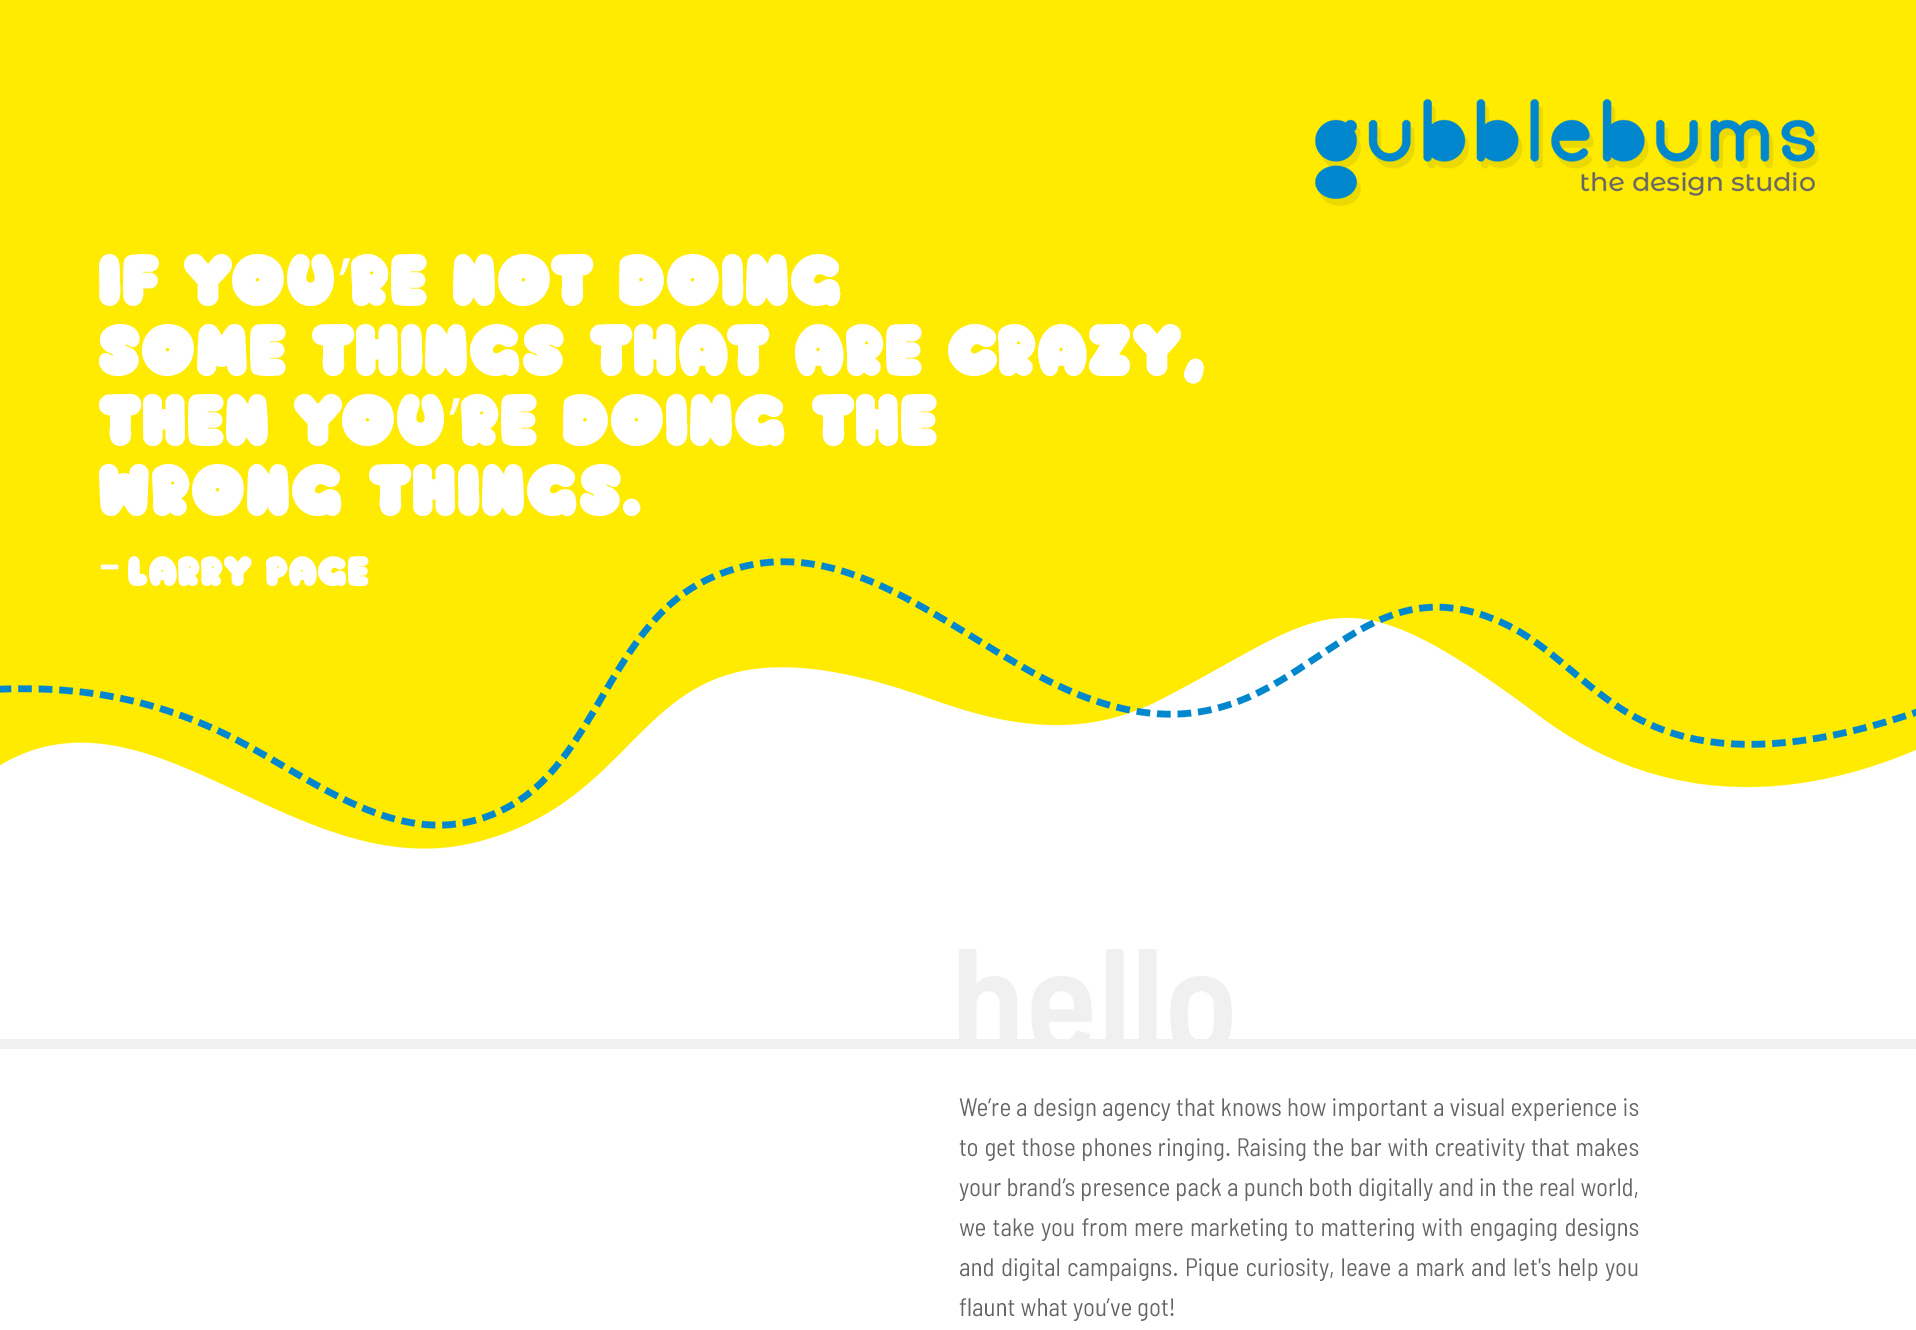 gubblebums
the design studio
IF YOU'RE NOT DOING
SOME THINGS THAT ARE CRAZY,
THEN YOU'RE DOING THE
WRONG THINGS.
– LARRY PAGE
hello
We're a design agency that knows how important a visual experience is
to get those phones ringing. Raising the bar with creativity that makes
your brand's presence pack a punch both digitally and in the real world,
we take you from mere marketing to mattering with engaging designs
and digital campaigns. Pique curiosity, leave a mark and let's help you
flaunt what you've got!